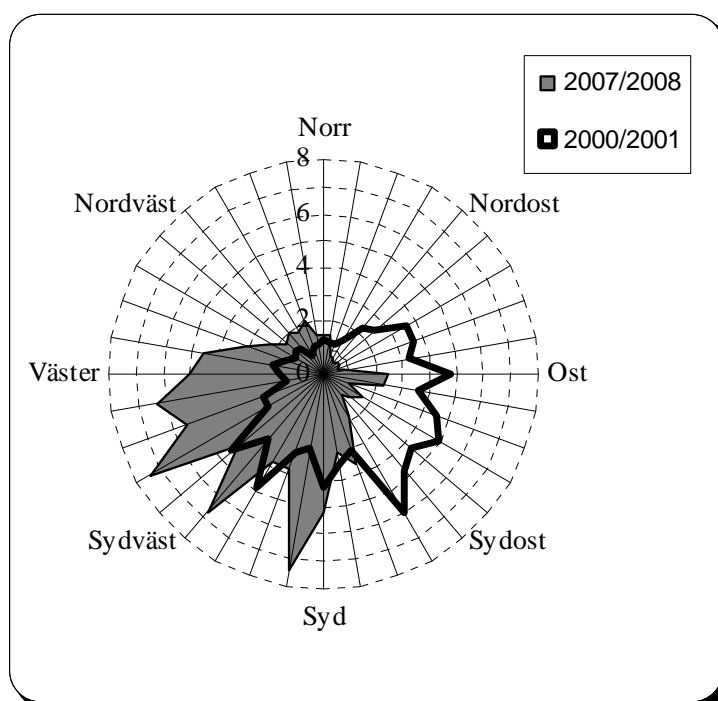 2007/2008
2000/2001
Norr
8
Nordväst
Nordost
6
4
2
Väster
0
Ost
Sydväst
Sydost
Syd